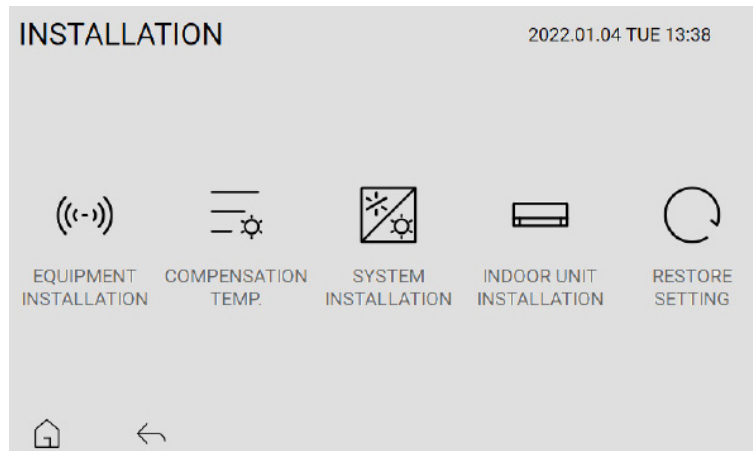 INSTALLATION
2022.01.04 TUE 13:38
EQUIPMENT
INSTALLATION
COMPENSATION
TEMP.
SYSTEM
INSTALLATION
INDOOR UNIT
INSTALLATION
RESTORE
SETTING